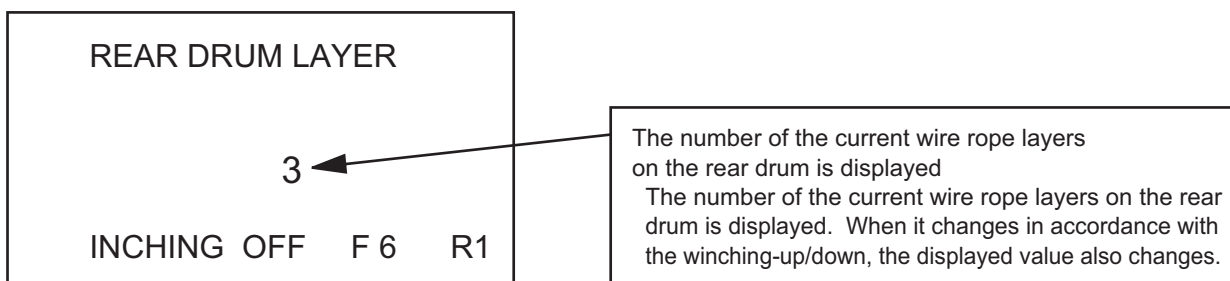 REAR DRUM LAYER
3
INCHING OFF F 6 R1
The number of the current wire rope layers
on the rear drum is displayed
The number of the current wire rope layers on the rear
drum is displayed. When it changes in accordance with
the winching-up/down, the displayed value also changes.